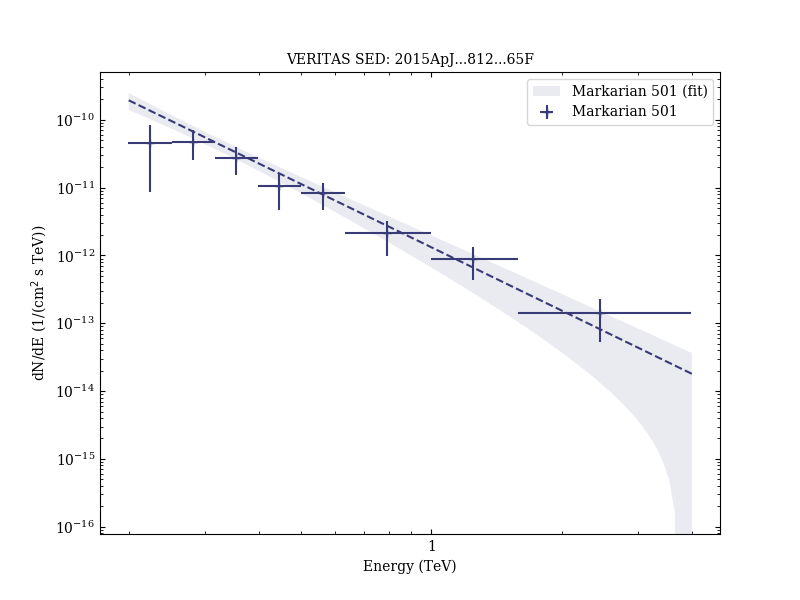 VERITAS SED: 2015ApJ...812...65F
Markarian 501 (fit)
Markarian 501
dN/dE (1/(cm² s TeV))
10⁻¹⁰
10⁻¹¹
10⁻¹²
10⁻¹³
10⁻¹⁴
10⁻¹⁵
10⁻¹⁶
1
Energy (TeV)